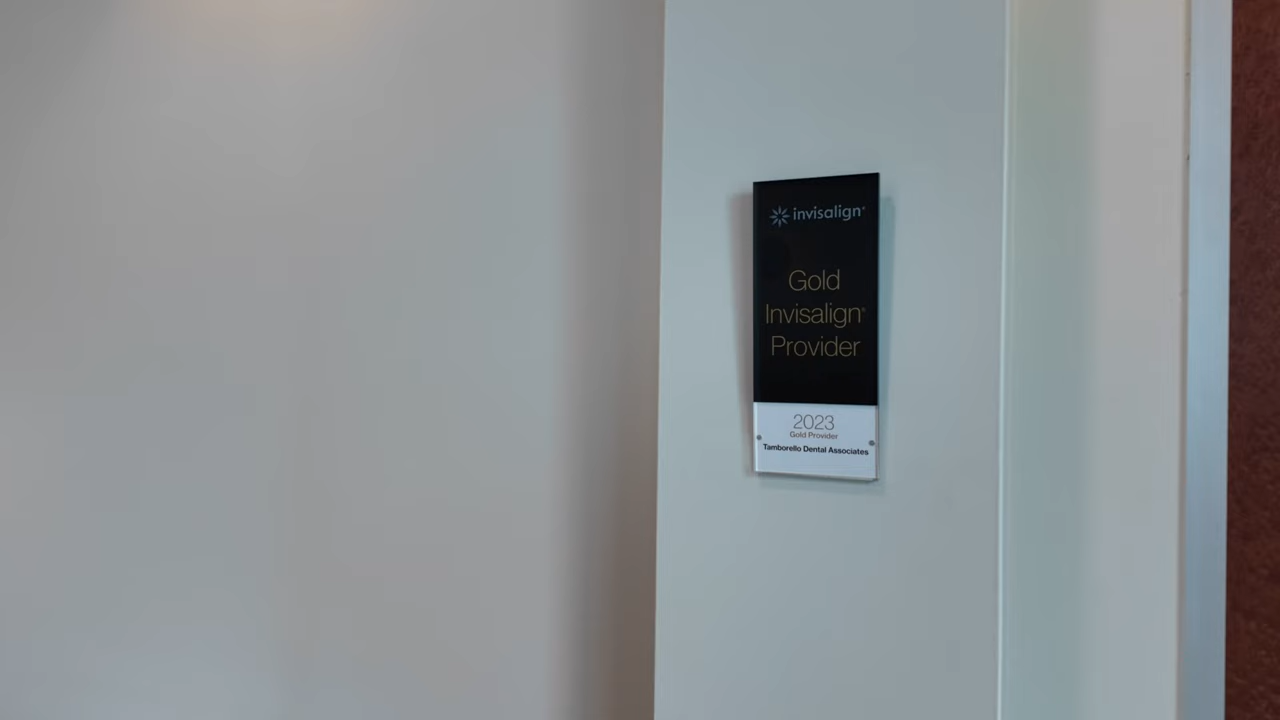 invisalign®
Gold
Invisalign®
Provider
2023
Gold Provider
Tamborello Dental Associates